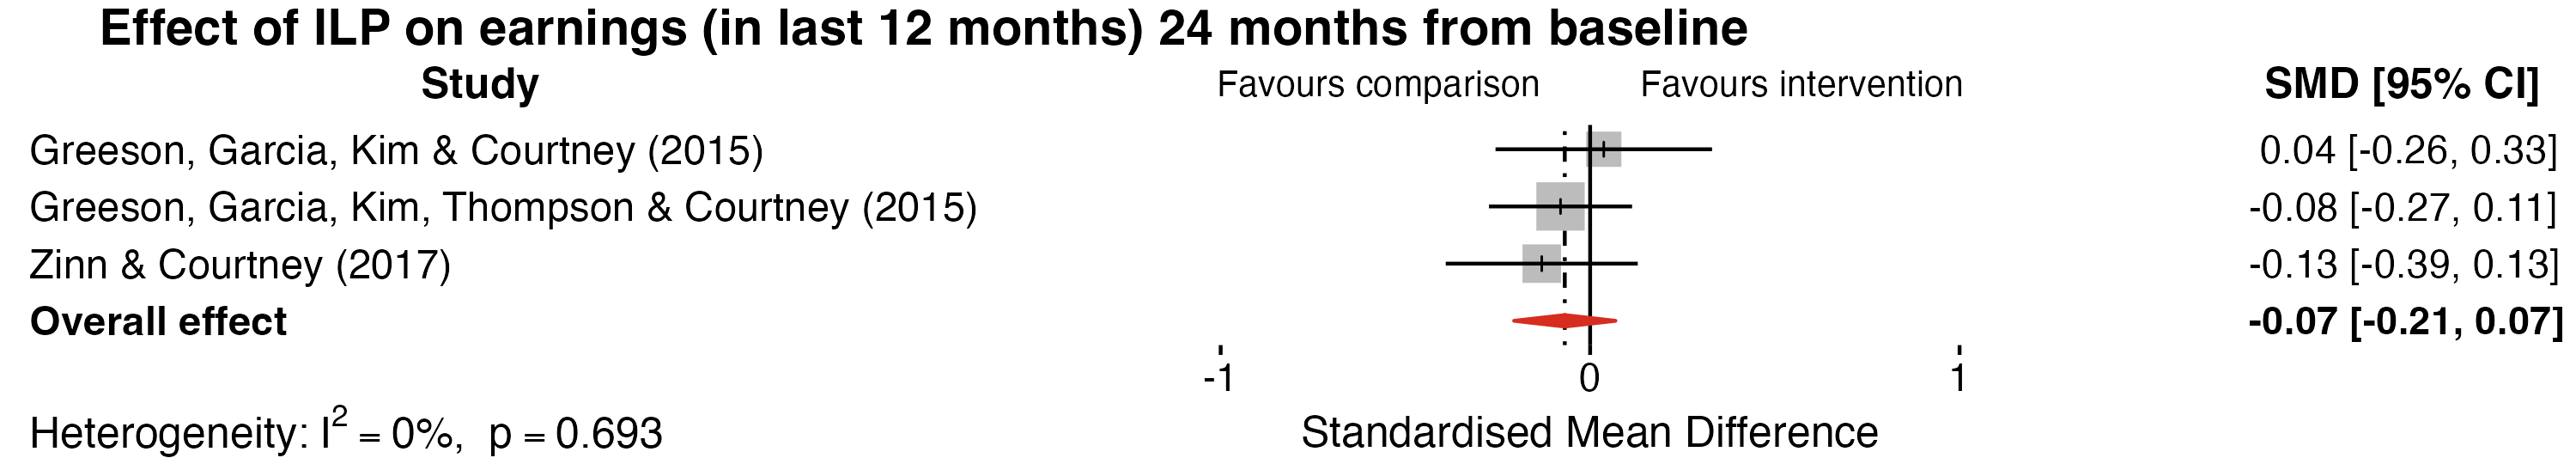 Effect of ILP on earnings (in last 12 months) 24 months from baseline
Study Favours comparison Favours intervention SMD [95% CI]
Greeson, Garcia, Kim & Courtney (2015) 0.04 [-0.26, 0.33]
Greeson, Garcia, Kim, Thompson & Courtney (2015) -0.08 [-0.27, 0.11]
Zinn & Courtney (2017) -0.13 [-0.39, 0.13]
Overall effect -0.07 [-0.21, 0.07]
-1 0 1
Heterogeneity: I² = 0%, p = 0.693 Standardised Mean Difference